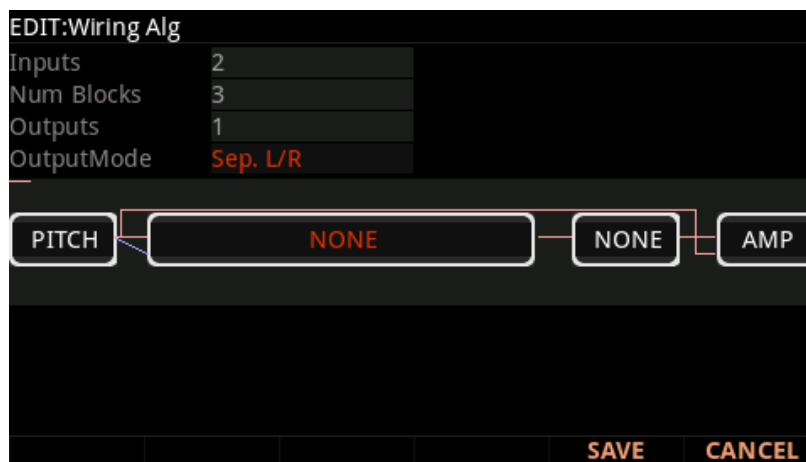 EDIT:Wiring Alg
Inputs 2
Num Blocks 3
Outputs 1
OutputMode Sep. L/R
PITCH NONE NONE AMP
SAVE CANCEL